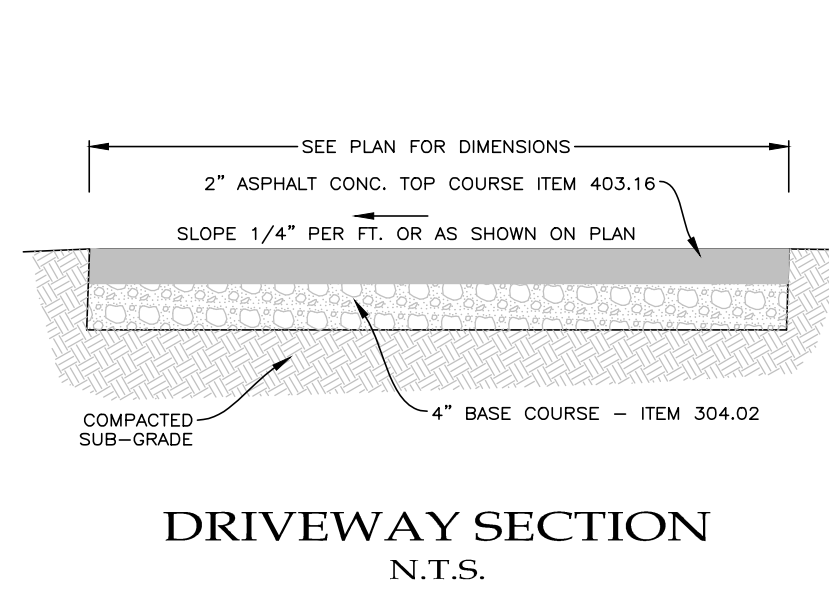 SEE PLAN FOR DIMENSIONS
2” ASPHALT CONC. TOP COURSE ITEM 403.16
SLOPE 1/4” PER FT. OR AS SHOWN ON PLAN
4” BASE COURSE – ITEM 304.02
COMPACTED
SUB–GRADE
DRIVEWAY SECTION
N.T.S.